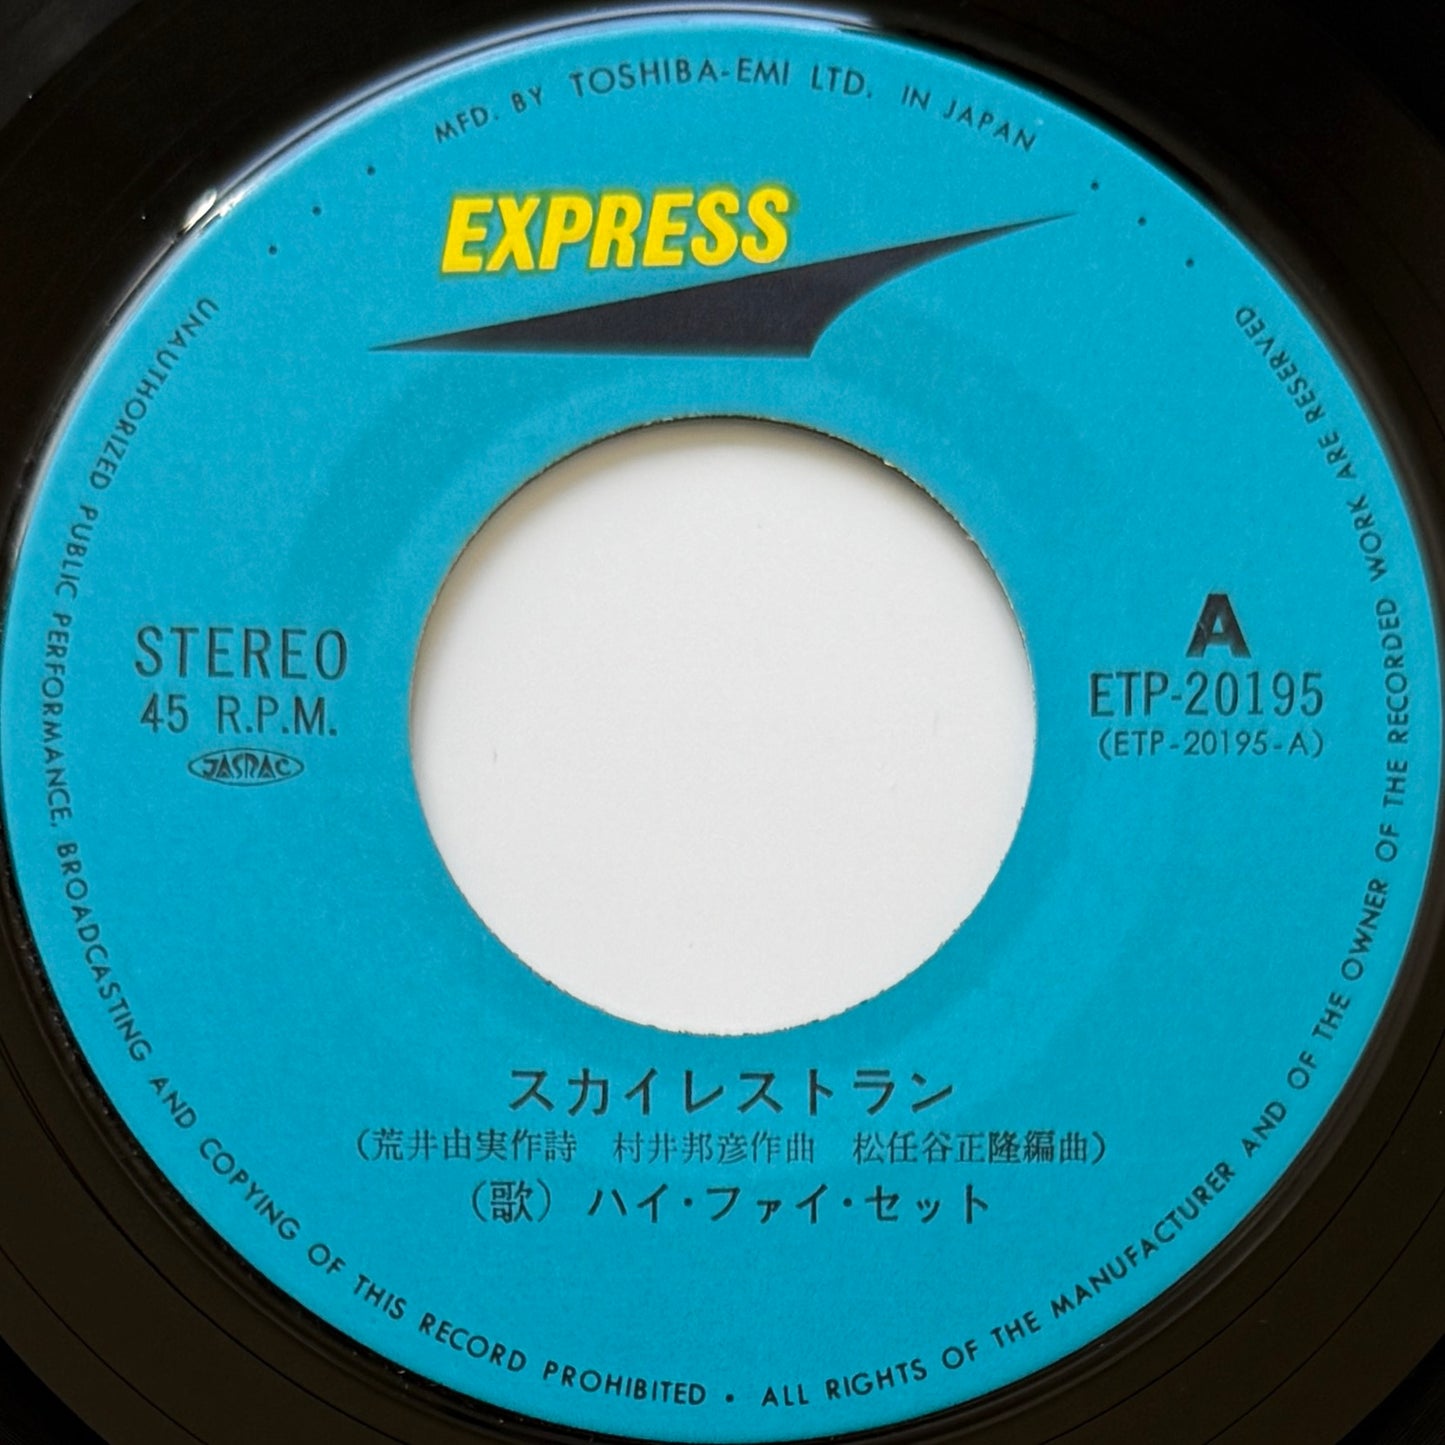 MFD. BY TOSHIBA-EMI LTD. IN JAPAN
EXPRESS
STEREO
45 R.P.M.
JASRAC
A
ETP-20195
(ETP-20195-A)
スカイレストラン
(荒井由実作詩 村井邦彦作曲 松任谷正隆編曲)
(歌) ハイ・ファイ・セット
UNAUTHORIZED PUBLIC PERFORMANCE, BROADCASTING AND COPYING OF THIS RECORD PROHIBITED • ALL RIGHTS OF THE MANUFACTURER AND OF THE OWNER OF THE RECORDED WORK ARE RESERVED